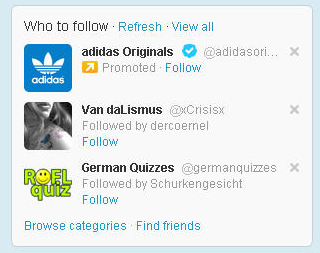 Who to follow · Refresh · View all
adidas Originals @adidasori...
Promoted · Follow
adidas
Van daLismus @xCrisisx
Followed by dercoernel
Follow
German Quizzes @germanquizzes
Followed by Schurkengesicht
Follow
ROFL
quiz
Browse categories · Find friends